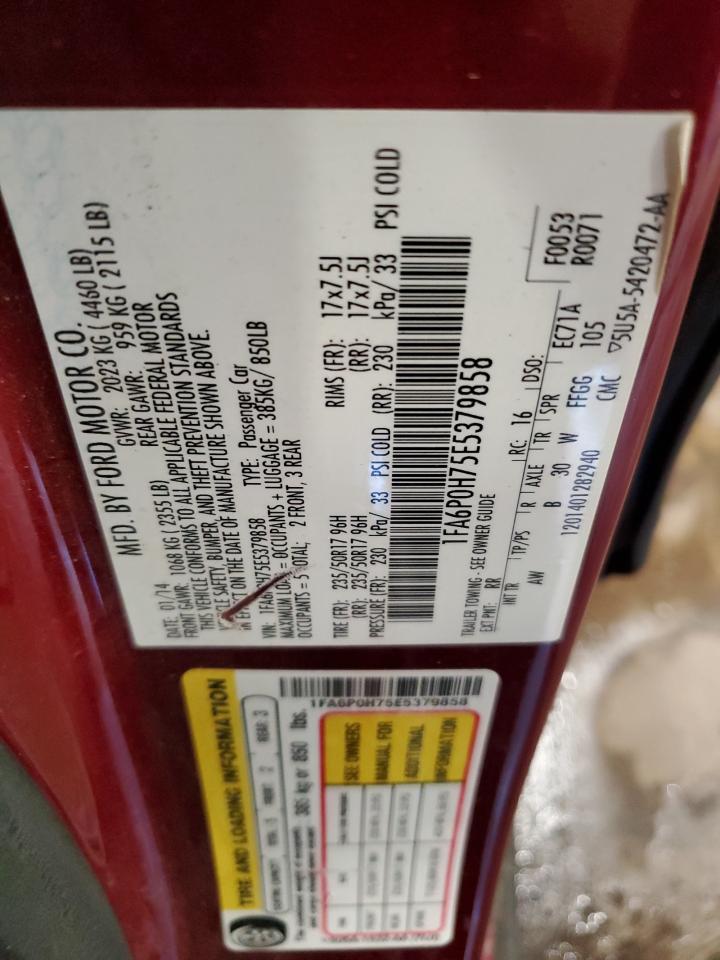 MFD. BY FORD MOTOR CO.
DATE: 01/14 GVWR: 2023 KG ( 4460 LB)
FRONT GAWR: 1068 KG ( 2355 LB) REAR GAWR: 959 KG ( 2115 LB)
THIS VEHICLE CONFORMS TO ALL APPLICABLE FEDERAL MOTOR
VEHICLE SAFETY, BUMPER, AND THEFT PREVENTION STANDARDS
IN EFFECT ON THE DATE OF MANUFACTURE SHOWN ABOVE.
VIN: 1FA6P0H75E5379858 TYPE: Passenger Car
MAXIMUM LOAD = OCCUPANTS + LUGGAGE = 385KG/ 850LB
OCCUPANTS = 5 TOTAL; 2 FRONT, 3 REAR
TIRE (FR): 235/50R17 96H RIMS (FR): 17x7.5J
(RR): 235/50R17 96H (RR): 17x7.5J
PRESSURE (FR): 230 kPa/ 33 PSI COLD (RR): 230 kPa/ 33 PSI COLD
1FA6P0H75E5379858
TRAILER TOWING - SEE OWNER GUIDE
EXT PNT: RR RC: 16 DSO: F0053
R0071
INT TR TP/PS R AXLE TR SPR EC71A
AW B 30 W FFGG 105
1201401282940 CMC ▽5U5A-5420472-AA
TIRE AND LOADING INFORMATION
REAR: 3
385 kg or 850 lbs.
SEE OWNERS
MANUAL FOR
ADDITIONAL
INFORMATION
1FA6P0H75E5379858